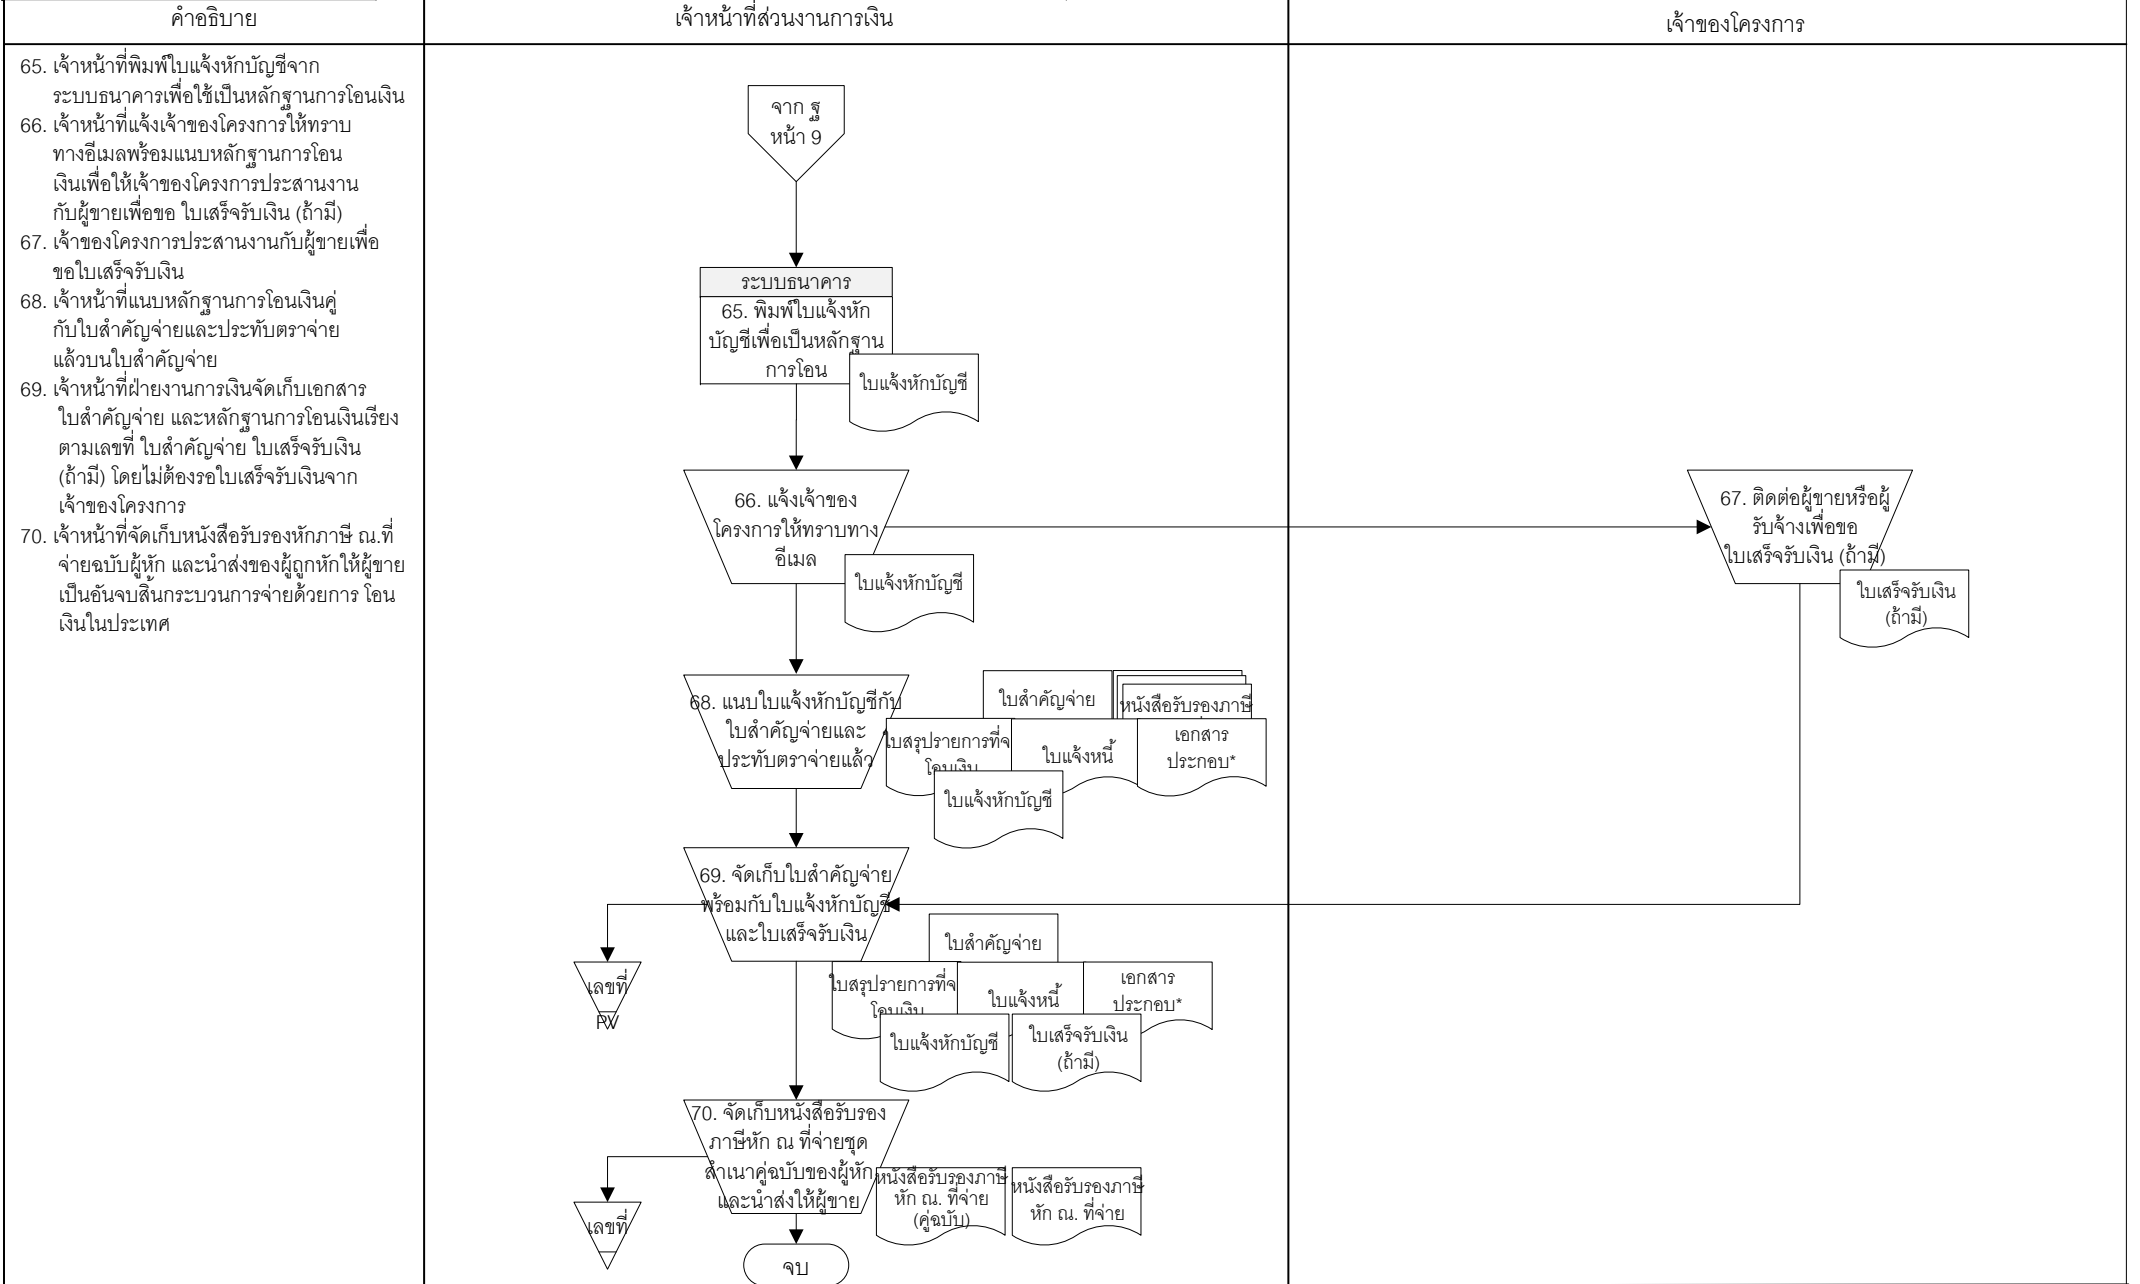 คำอธิบาย
เจ้าหน้าที่ส่วนงานการเงิน
เจ้าของโครงการ
65. เจ้าหน้าที่พิมพ์ใบแจ้งหักบัญชีจาก
ระบบธนาคารเพื่อใช้เป็นหลักฐานการโอนเงิน
66. เจ้าหน้าที่แจ้งเจ้าของโครงการให้ทราบ
ทางอีเมลพร้อมแนบหลักฐานการโอน
เงินเพื่อให้เจ้าของโครงการประสานงาน
กับผู้ขายเพื่อขอ ใบเสร็จรับเงิน (ถ้ามี)
67. เจ้าของโครงการประสานงานกับผู้ขายเพื่อ
ขอใบเสร็จรับเงิน
68. เจ้าหน้าที่แนบหลักฐานการโอนเงินคู่
กับใบสำคัญจ่ายและประทับตราจ่าย
แล้วบนใบสำคัญจ่าย
69. เจ้าหน้าที่ฝ่ายงานการเงินจัดเก็บเอกสาร
ใบสำคัญจ่าย และหลักฐานการโอนเงินเรียง
ตามเลขที่ ใบสำคัญจ่าย ใบเสร็จรับเงิน
(ถ้ามี) โดยไม่ต้องรอใบเสร็จรับเงินจาก
เจ้าของโครงการ
70. เจ้าหน้าที่จัดเก็บหนังสือรับรองหักภาษี ณ.ที่
จ่ายฉบับผู้หัก และนำส่งของผู้ถูกหักให้ผู้ขาย
เป็นอันจบสิ้นกระบวนการจ่ายด้วยการ โอน
เงินในประเทศ
จาก ฐ
หน้า 9
ระบบธนาคาร
65. พิมพ์ใบแจ้งหัก
บัญชีเพื่อเป็นหลักฐาน
การโอน
ใบแจ้งหักบัญชี
66. แจ้งเจ้าของ
โครงการให้ทราบทาง
อีเมล
ใบแจ้งหักบัญชี
67. ติดต่อผู้ขายหรือผู้
รับจ้างเพื่อขอ
ใบเสร็จรับเงิน (ถ้ามี)
ใบเสร็จรับเงิน
(ถ้ามี)
68. แนบใบแจ้งหักบัญชีกับ
ใบสำคัญจ่ายและ
ประทับตราจ่ายแล้ว
ใบสำคัญจ่าย
หนังสือรับรองภาษี
ใบสรุปรายการที่จ
โอนเงิน
ใบแจ้งหนี้
เอกสาร
ประกอบ*
ใบแจ้งหักบัญชี
69. จัดเก็บใบสำคัญจ่าย
พร้อมกับใบแจ้งหักบัญชี
และใบเสร็จรับเงิน
เลขที่
PV
ใบสำคัญจ่าย
ใบสรุปรายการที่จ
โอนเงิน
ใบแจ้งหนี้
เอกสาร
ประกอบ*
ใบแจ้งหักบัญชี
ใบเสร็จรับเงิน
(ถ้ามี)
70. จัดเก็บหนังสือรับรอง
ภาษีหัก ณ ที่จ่ายชุด
สำเนาคู่ฉบับของผู้หัก
และนำส่งให้ผู้ขาย
เลขที่
หนังสือรับรองภาษี
หัก ณ. ที่จ่าย
(คู่ฉบับ)
หนังสือรับรองภาษี
หัก ณ. ที่จ่าย
จบ